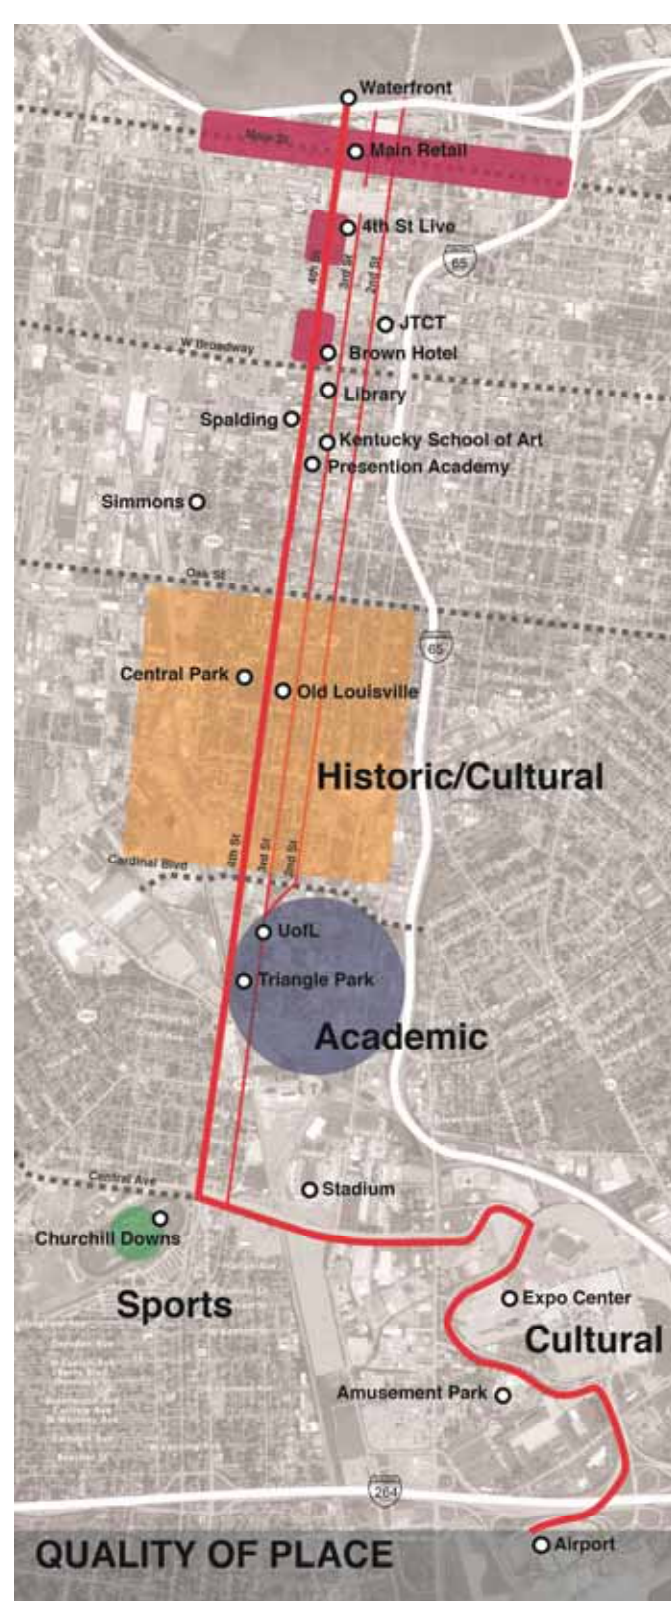 Waterfront
Main St.
Main Retail
4th St Live
4th St
3rd St
2nd St
65
JTCT
W Broadway
Brown Hotel
Library
Spalding
Kentucky School of Art
Presention Academy
Simmons
Oak St
65
Central Park
Old Louisville
Historic/Cultural
4th St
3rd St
2nd St
Cardinal Blvd
UofL
Triangle Park
Academic
Central Ave
Stadium
Churchill Downs
Sports
Expo Center
Cultural
Amusement Park
264
Airport
QUALITY OF PLACE